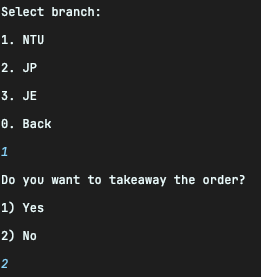 Select branch:
1. NTU
2. JP
3. JE
0. Back
1
Do you want to takeaway the order?
1) Yes
2) No
2